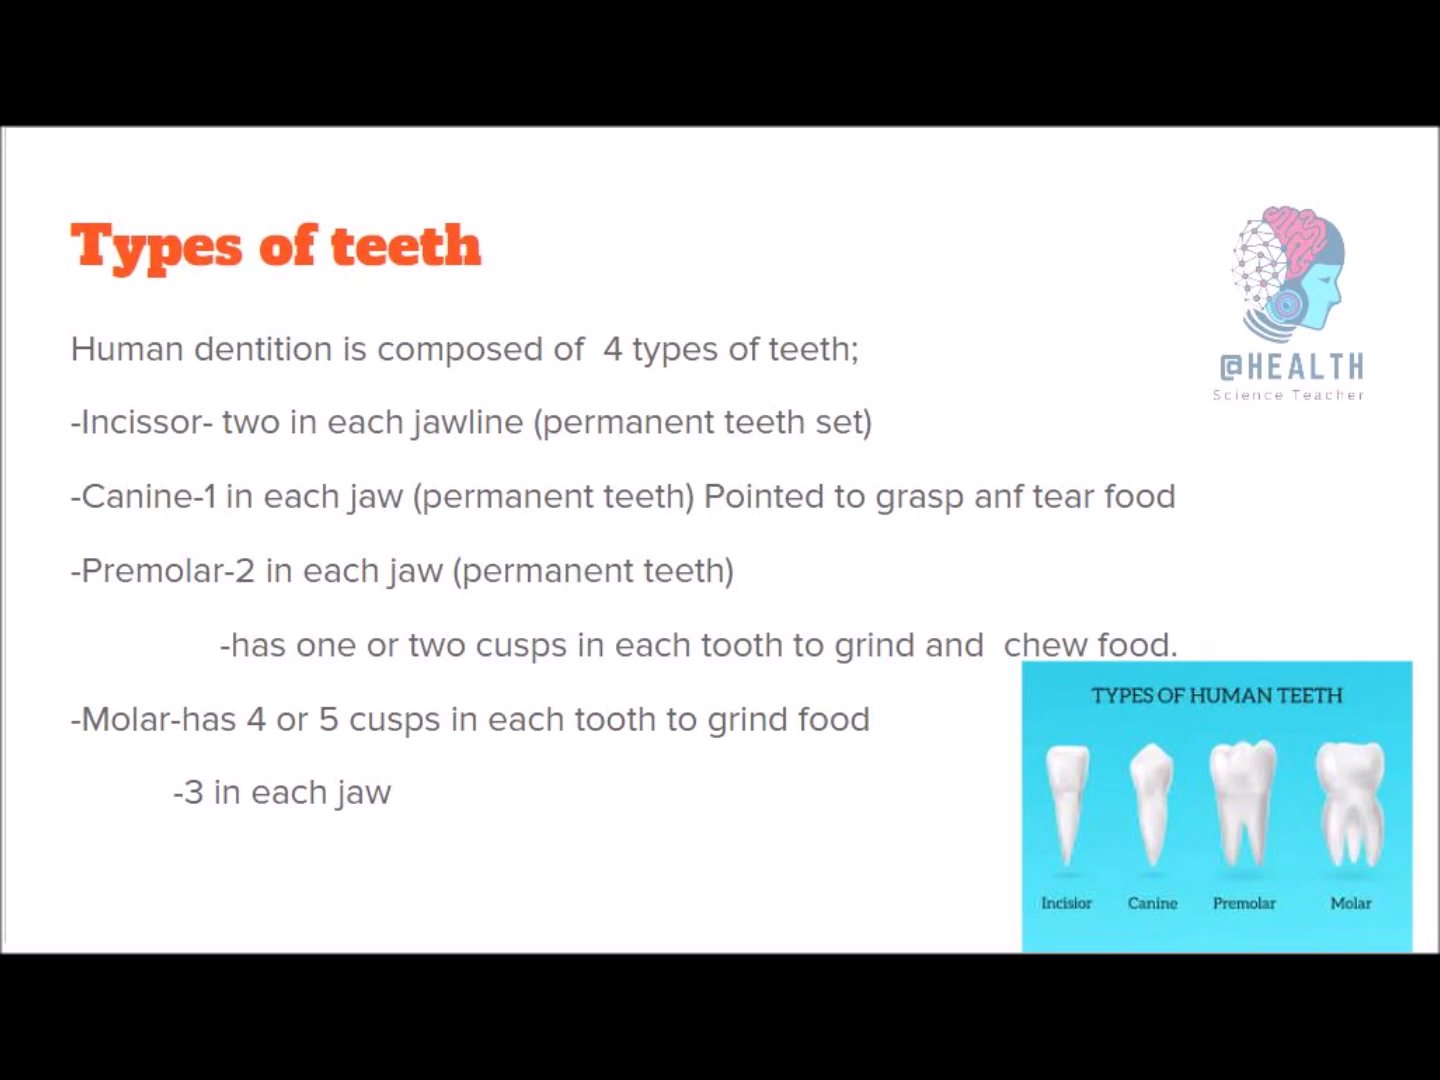 Types of teeth
@HEALTH
Science Teacher
Human dentition is composed of  4 types of teeth;
-Incissor- two in each jawline (permanent teeth set)
-Canine-1 in each jaw (permanent teeth) Pointed to grasp anf tear food
-Premolar-2 in each jaw (permanent teeth)
-has one or two cusps in each tooth to grind and  chew food.
-Molar-has 4 or 5 cusps in each tooth to grind food
-3 in each jaw
TYPES OF HUMAN TEETH
Incisior Canine Premolar Molar